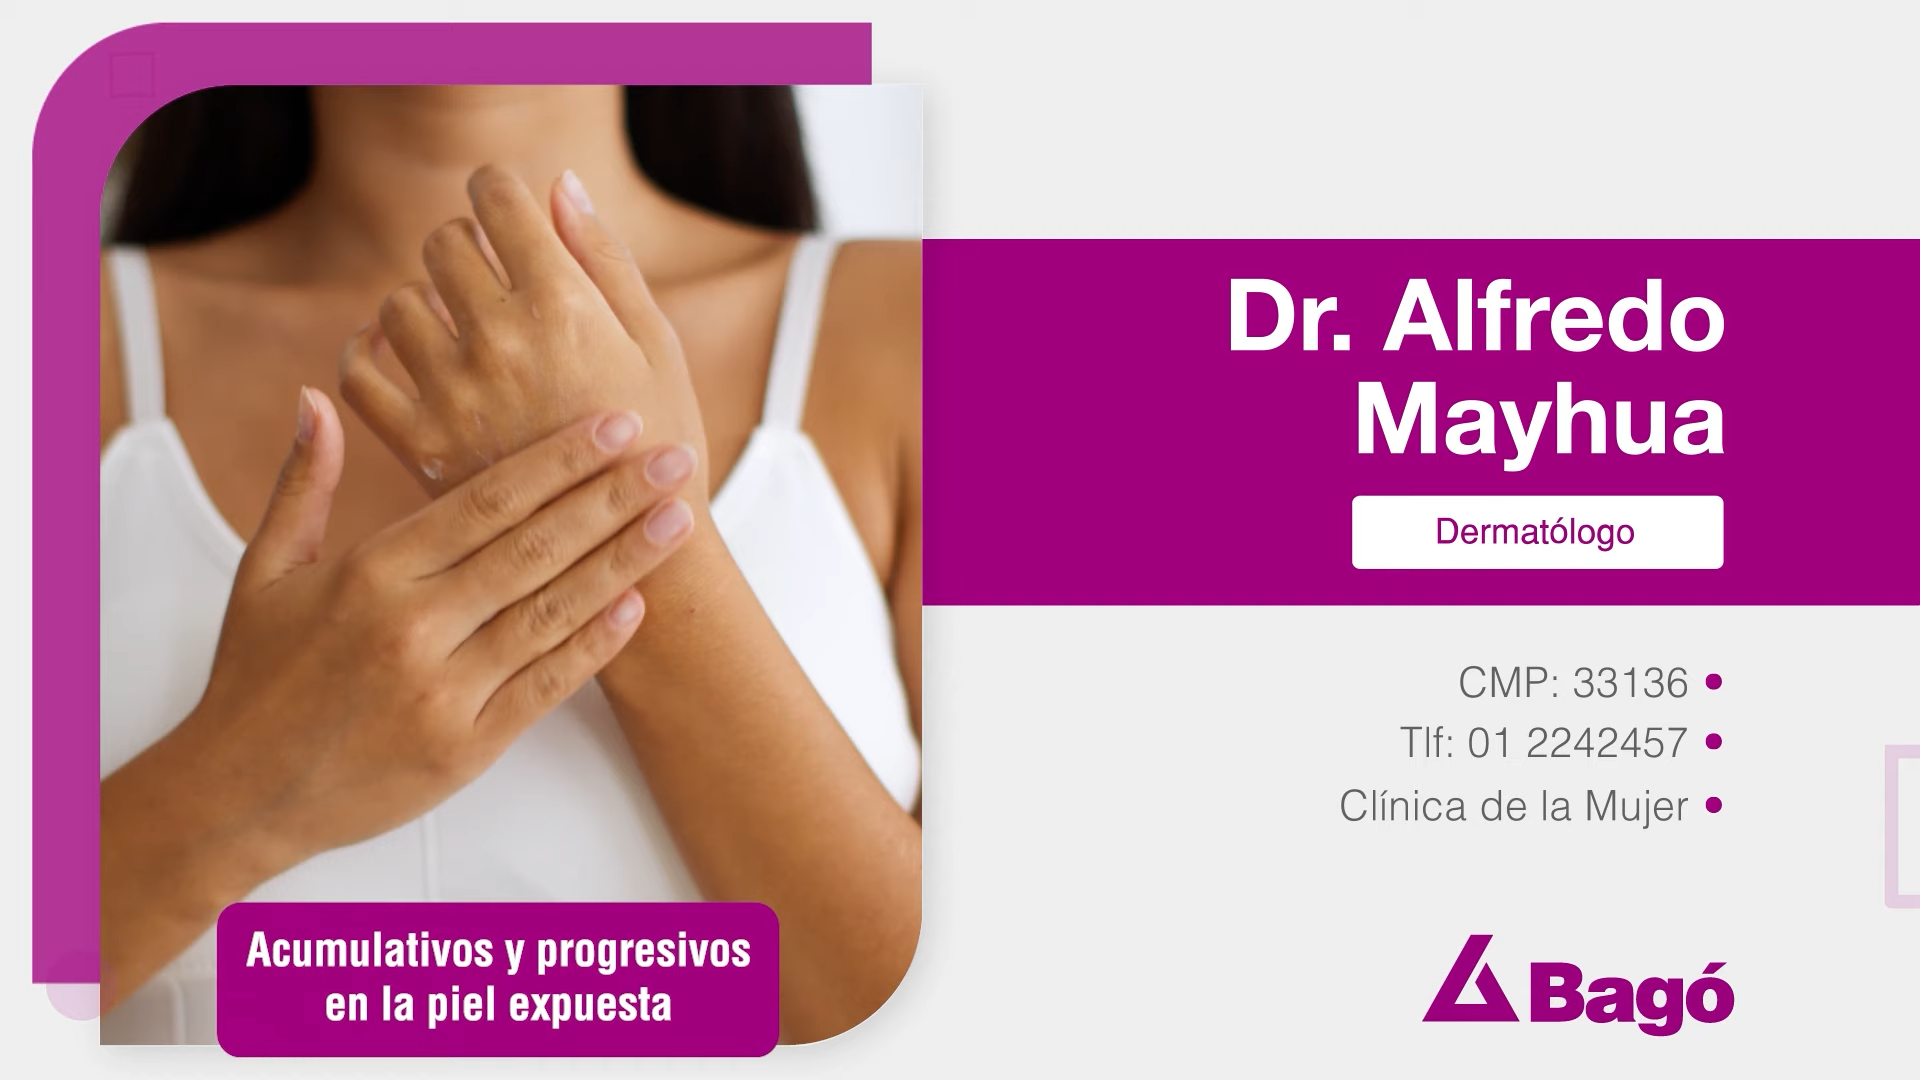 Dr. Alfredo
Mayhua
Dermatólogo
CMP: 33136
Tlf: 01 2242457
Clínica de la Mujer
Acumulativos y progresivos
en la piel expuesta
Bagó